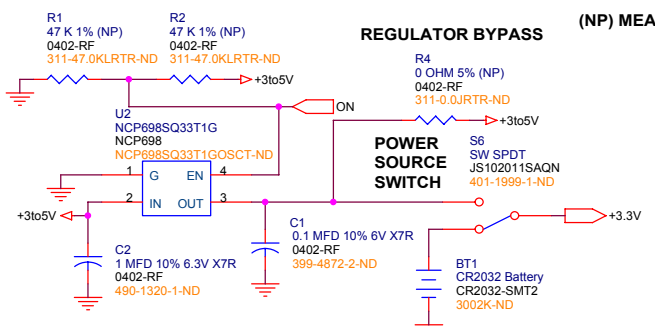 R1
47 K 1% (NP)
0402-RF
311-47.0KLRTR-ND
R2
47 K 1% (NP)
0402-RF
311-47.0KLRTR-ND
+3to5V
REGULATOR BYPASS
(NP) MEA
R4
0 OHM 5% (NP)
0402-RF
311-0.0JRTR-ND
+3to5V
ON
U2
NCP698SQ33T1G
NCP698
NCP698SQ33T1GOSCT-ND
1 G EN 4
2 IN OUT 3
+3to5V
POWER
SOURCE
SWITCH
S6
SW SPDT
JS102011SAQN
401-1999-1-ND
+3.3V
C2
1 MFD 10% 6.3V X7R
0402-RF
490-1320-1-ND
C1
0.1 MFD 10% 6V X7R
0402-RF
399-4872-2-ND
BT1
CR2032 Battery
CR2032-SMT2
3002K-ND